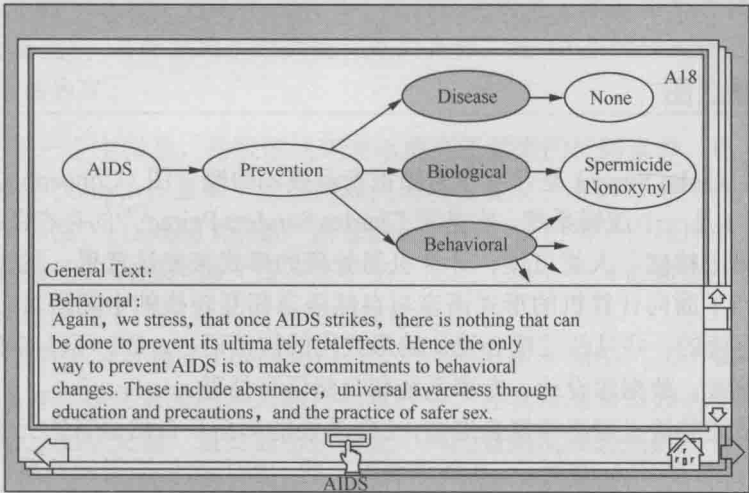 A18
Disease
None
AIDS
Prevention
Biological
Spermicide
Nonoxynyl
Behavioral
General Text:
Behavioral:
Again, we stress, that once AIDS strikes, there is nothing that can
be done to prevent its ultima tely fetaleffects. Hence the only
way to prevent AIDS is to make commitments to behavioral
changes. These include abstinence, universal awareness through
education and precautions, and the practice of safer sex.
AIDS